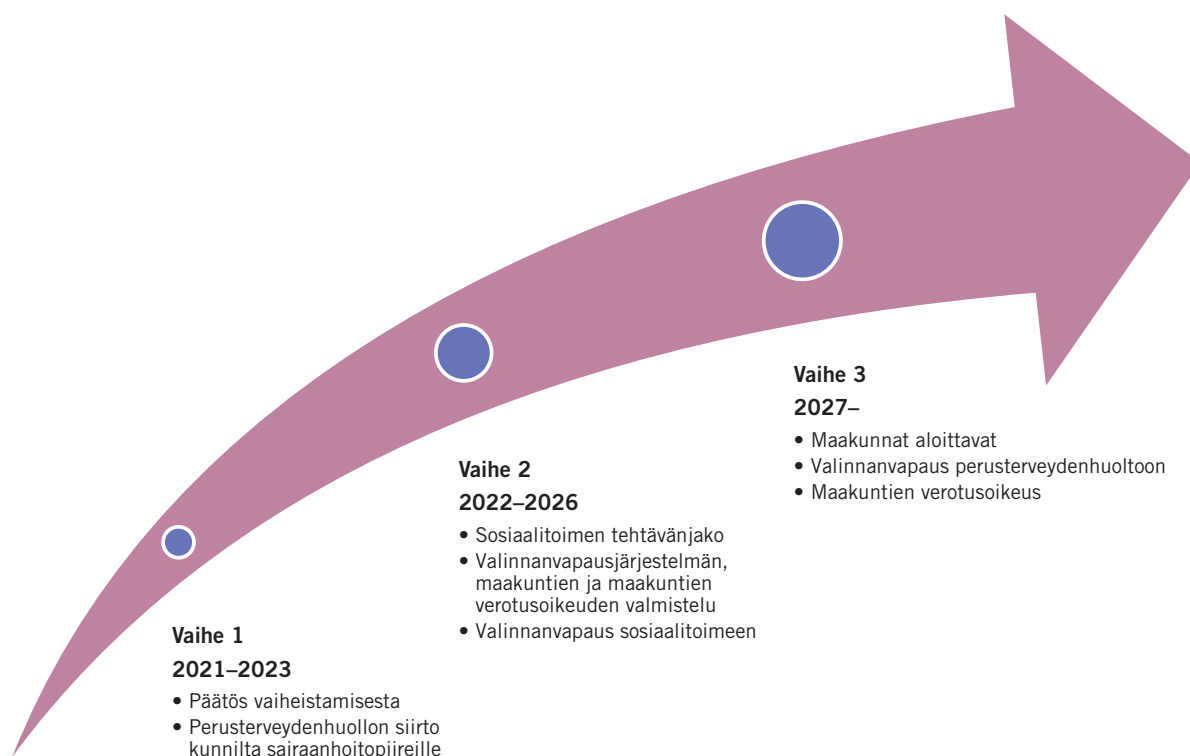 Vaihe 1
2021–2023
• Päätös vaiheistamisesta
• Perusterveydenhuollon siirto
kunnilta sairaanhoitopiireille
Vaihe 2
2022–2026
• Sosiaalitoimen tehtävänjako
• Valinnanvapausjärjestelmän,
maakuntien ja maakuntien
verotusoikeuden valmistelu
• Valinnanvapaus sosiaalitoimeen
Vaihe 3
2027–
• Maakunnat aloittavat
• Valinnanvapaus perusterveydenhuoltoon
• Maakuntien verotusoikeus